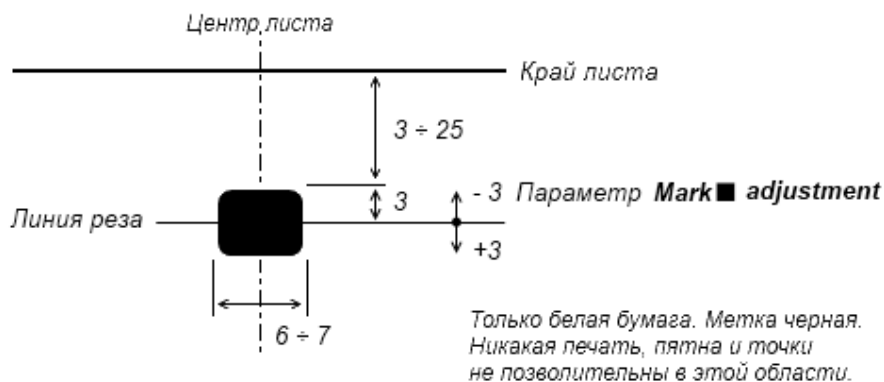 Центр листа
Край листа
3 ÷ 25
- 3 Параметр Mark■ adjustment
3
Линия реза
+3
6 ÷ 7
Только белая бумага. Метка черная.
Никакая печать, пятна и точки
не позволительны в этой области.